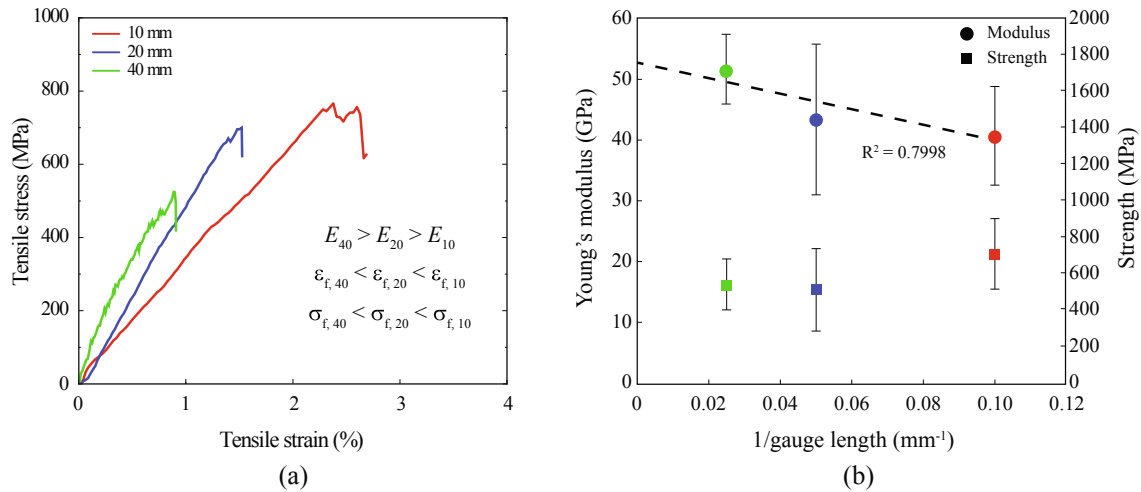 1000
800
600
400
200
0
Tensile stress (MPa)
10 mm
20 mm
40 mm
E40 > E20 > E10
εf, 40 < εf, 20 < εf, 10
σf, 40 < σf, 20 < σf, 10
0 1 2 3 4
Tensile strain (%)
(a)
60
50
40
30
20
10
0
Young's modulus (GPa)
Modulus
Strength
R² = 0.7998
2000
1800
1600
1400
1200
1000
800
600
400
200
0
Strength (MPa)
0 0.02 0.04 0.06 0.08 0.10 0.12
1/gauge length (mm⁻¹)
(b)